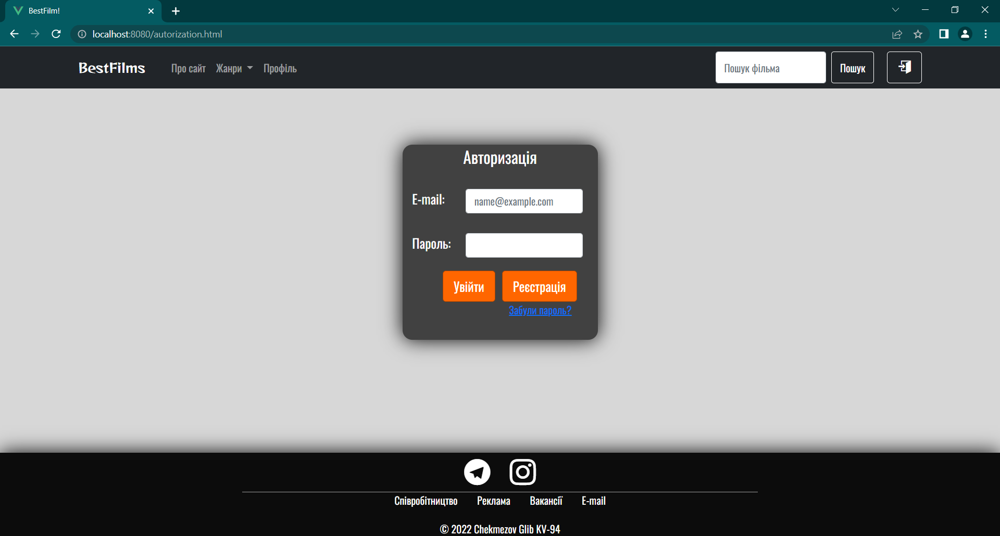 BestFilm!
localhost:8080/autorization.html
BestFilms Про сайт Жанри Профіль Пошук фільма Пошук
Авторизація
E-mail: name@example.com
Пароль:
Увійти Реєстрація
Забули пароль?
Співробітництво Реклама Вакансії E-mail
© 2022 Chekmezov Glib KV-94